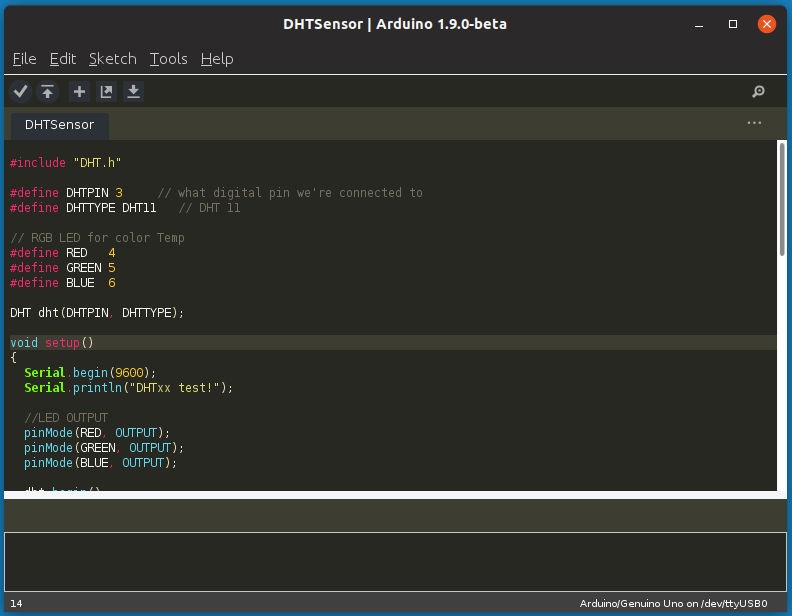 DHTSensor | Arduino 1.9.0-beta
File Edit Sketch Tools Help
DHTSensor
#include "DHT.h"
#define DHTPIN 3 // what digital pin we're connected to
#define DHTTYPE DHT11 // DHT 11
// RGB LED for color Temp
#define RED 4
#define GREEN 5
#define BLUE 6
DHT dht(DHTPIN, DHTTYPE);
void setup()
{
Serial.begin(9600);
Serial.println("DHTxx test!");
//LED OUTPUT
pinMode(RED, OUTPUT);
pinMode(GREEN, OUTPUT);
pinMode(BLUE, OUTPUT);
14 Arduino/Genuino Uno on /dev/ttyUSB0